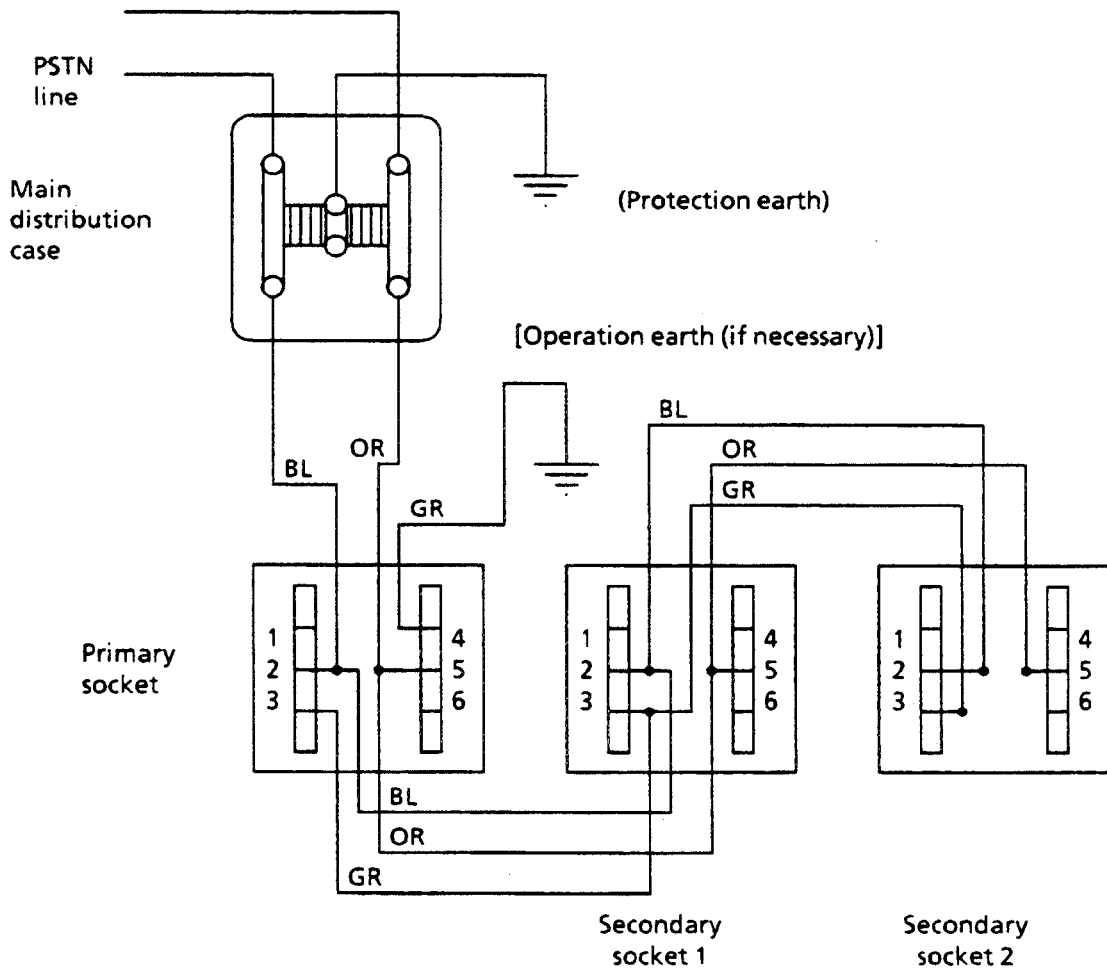 PSTN
line
Main
distribution
case
(Protection earth)
[Operation earth (if necessary)]
BL
OR
GR
BL
OR
GR
Primary
socket
1
2
3
4
5
6
1
2
3
4
5
6
1
2
3
4
5
6
BL
OR
GR
Secondary
socket 1
Secondary
socket 2